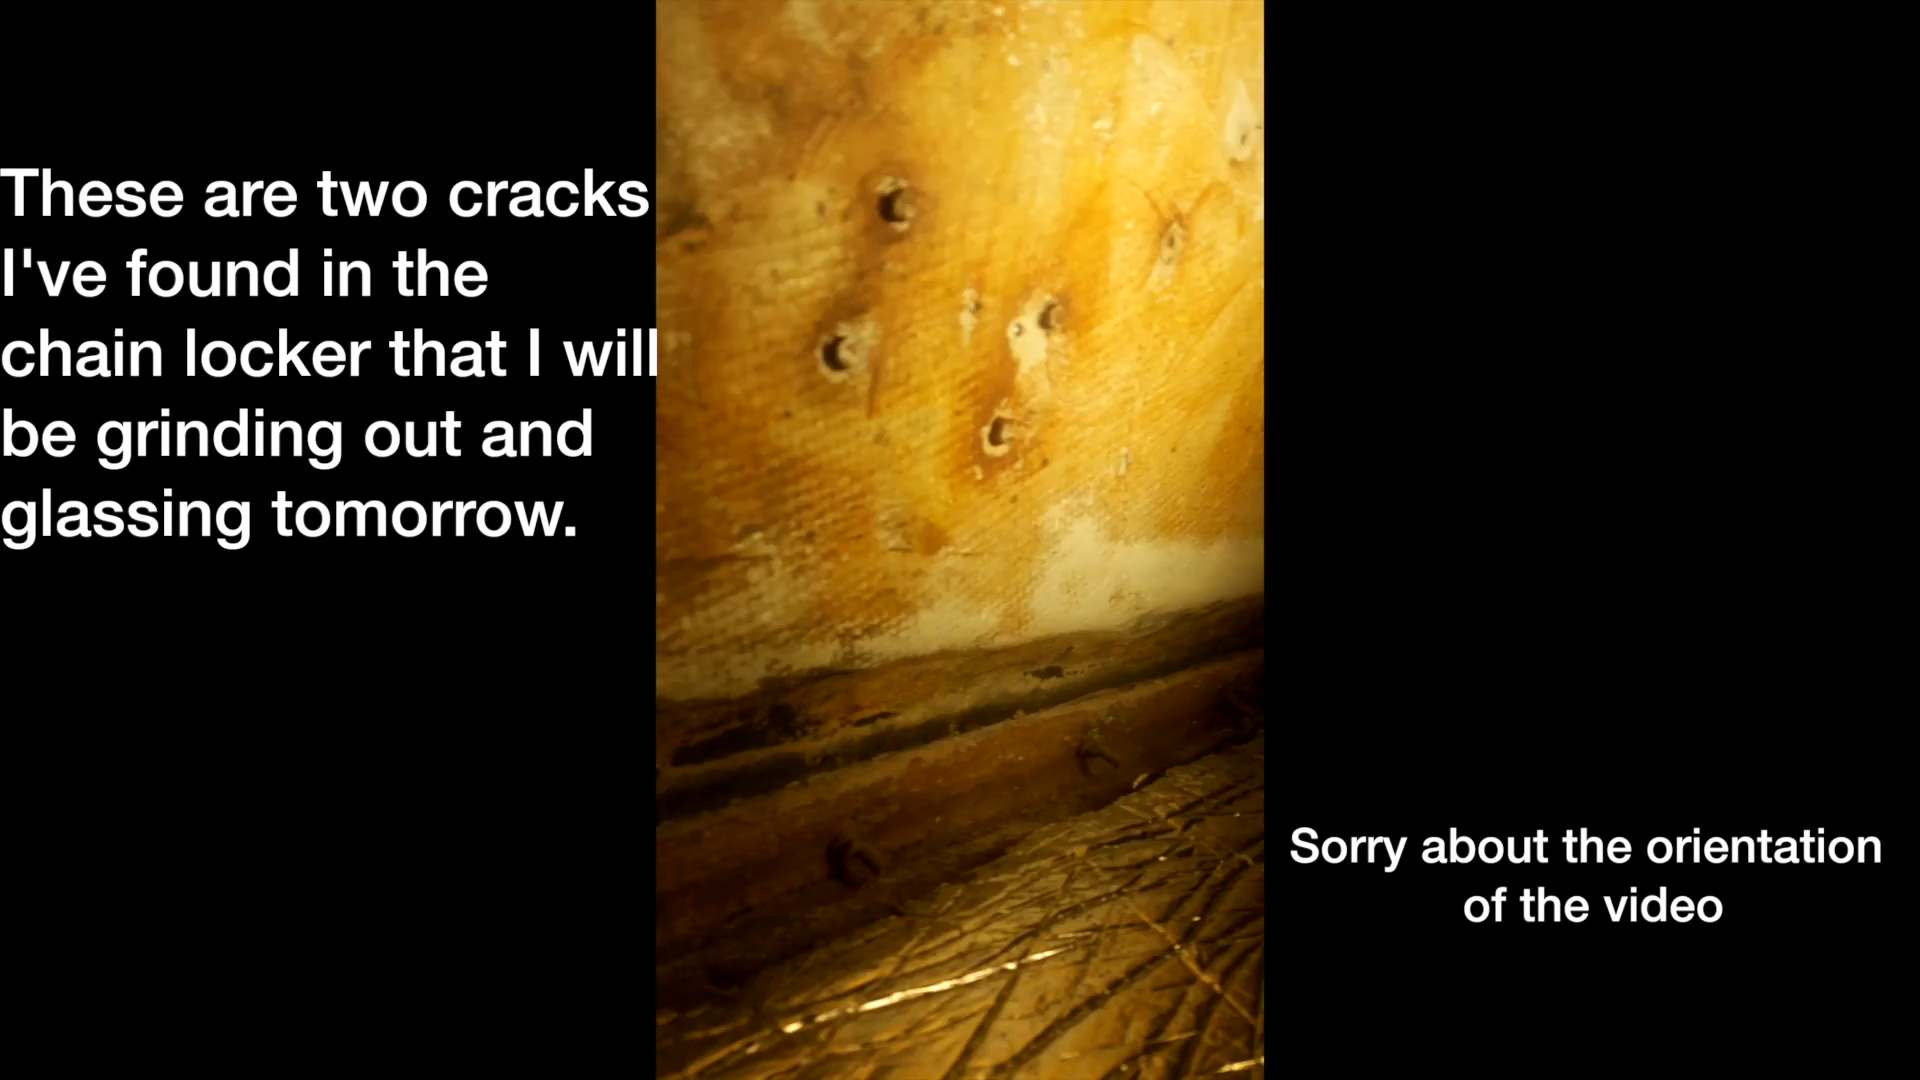 These are two cracks
I've found in the
chain locker that I will
be grinding out and
glassing tomorrow.
Sorry about the orientation
of the video